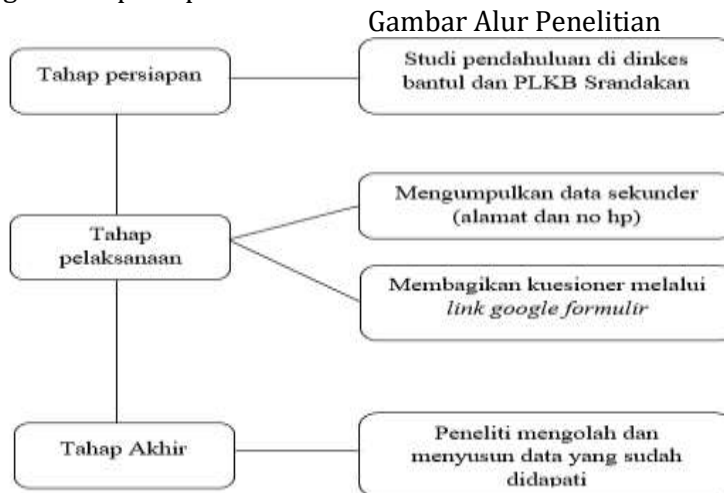 Gambar Alur Penelitian
Tahap persiapan
Studi pendahuluan di dinkes
bantul dan PLKB Srandakan
Tahap
pelaksanaan
Mengumpulkan data sekunder
(alamat dan no hp)
Membagikan kuesioner melalui
link google formulir
Tahap Akhir
Peneliti mengolah dan
menyusun data yang sudah
didapati